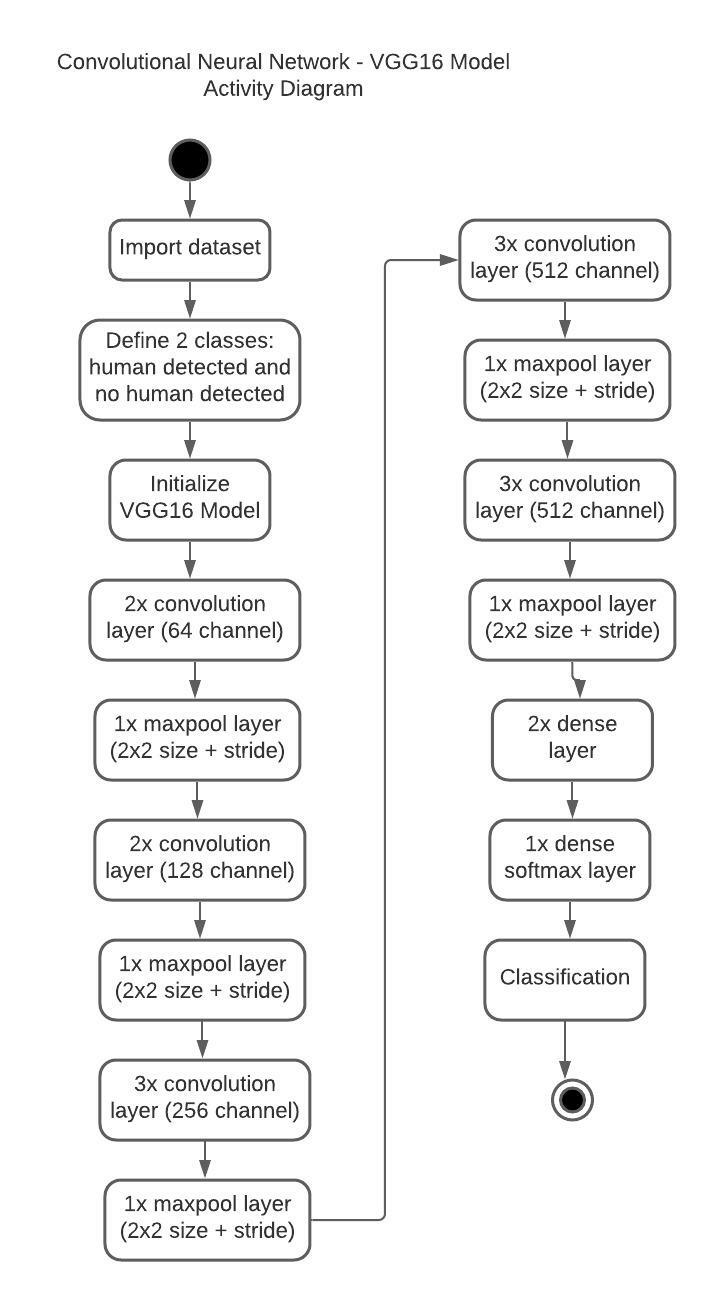 Convolutional Neural Network - VGG16 Model
Activity Diagram
Import dataset
Define 2 classes:
human detected and
no human detected
Initialize
VGG16 Model
2x convolution
layer (64 channel)
1x maxpool layer
(2x2 size + stride)
2x convolution
layer (128 channel)
1x maxpool layer
(2x2 size + stride)
3x convolution
layer (256 channel)
1x maxpool layer
(2x2 size + stride)
3x convolution
layer (512 channel)
1x maxpool layer
(2x2 size + stride)
3x convolution
layer (512 channel)
1x maxpool layer
(2x2 size + stride)
2x dense
layer
1x dense
softmax layer
Classification